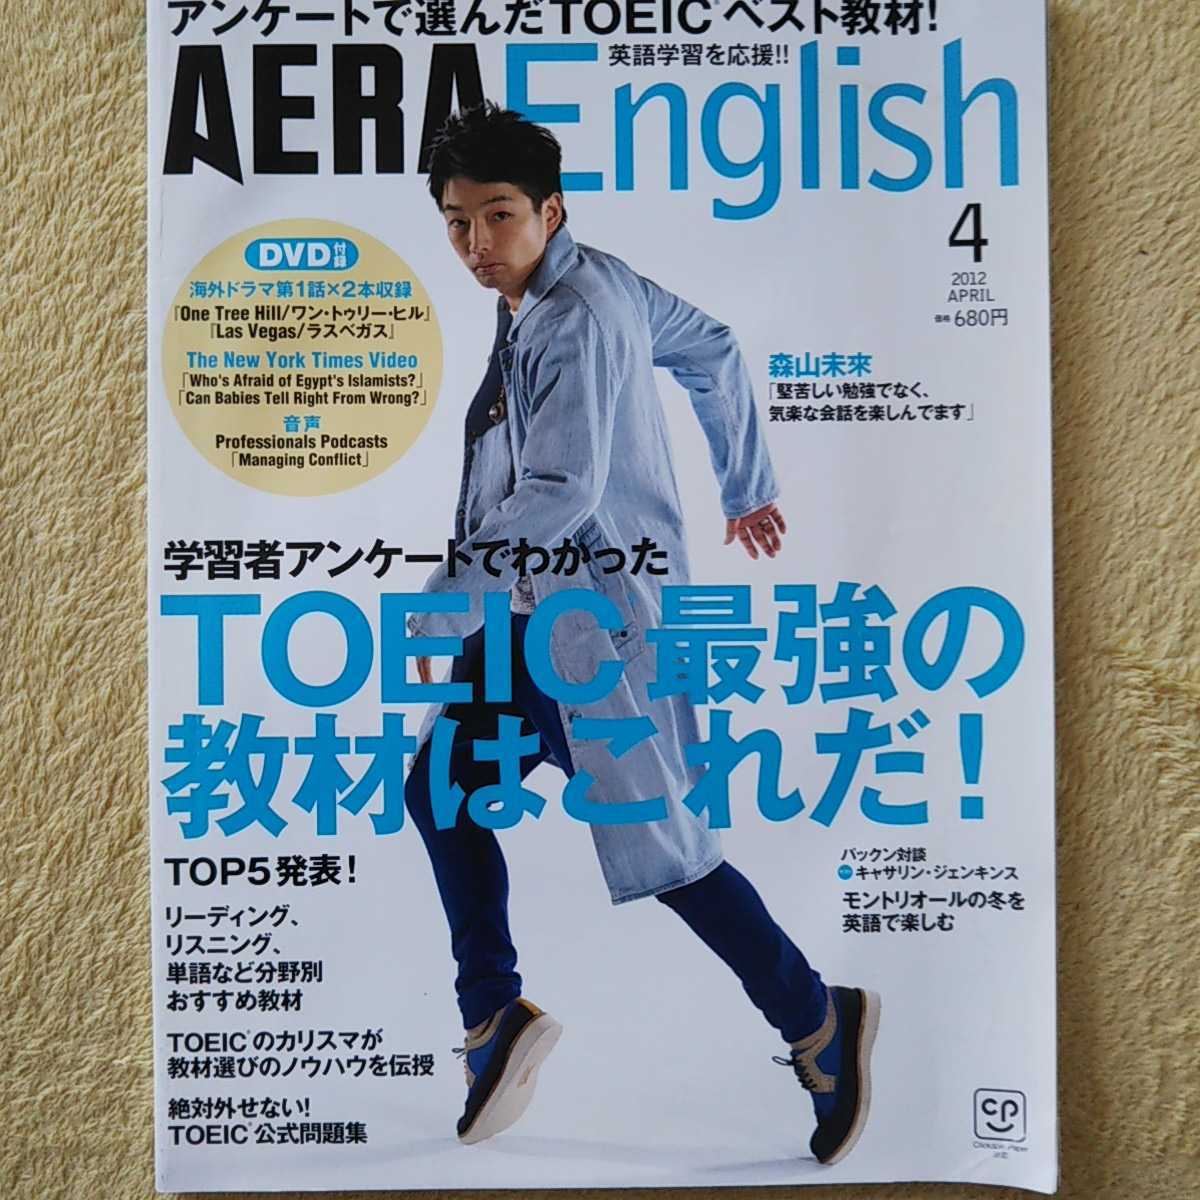 アンケートで選んだTOEIC®ベスト教材!
AERA English
英語学習を応援!!
4
2012
APRIL
価格680円
DVD付録
海外ドラマ第1話×2本収録
『One Tree Hill/ワン・トゥリー・ヒル』
『Las Vegas/ラスベガス』
The New York Times Video
「Who's Afraid of Egypt's Islamists?」
「Can Babies Tell Right From Wrong?」
音声
Professionals Podcasts
「Managing Conflict」
森山未來
「堅苦しい勉強でなく、
気楽な会話を楽しんでます」
学習者アンケートでわかった
TOEIC最強の
教材はこれだ!
TOP5発表!
リーディング、
リスニング、
単語など分野別
おすすめ教材
TOEIC®のカリスマが
教材選びのノウハウを伝授
絶対外せない!
TOEIC®公式問題集
パックン対談
キャサリン・ジェンキンス
モントリオールの冬を
英語で楽しむ
cp
Clickable Paper
対応